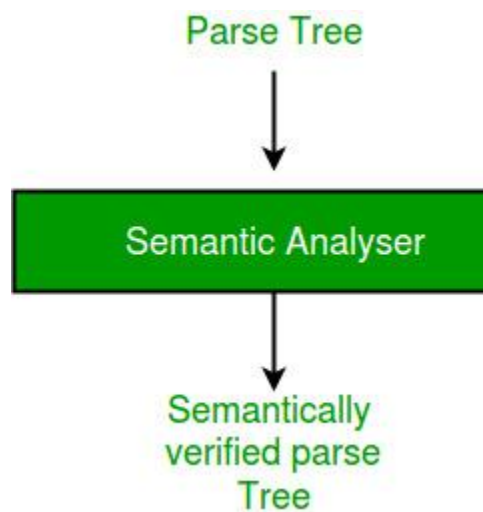 Parse Tree
Semantic Analyser
Semantically
verified parse
Tree